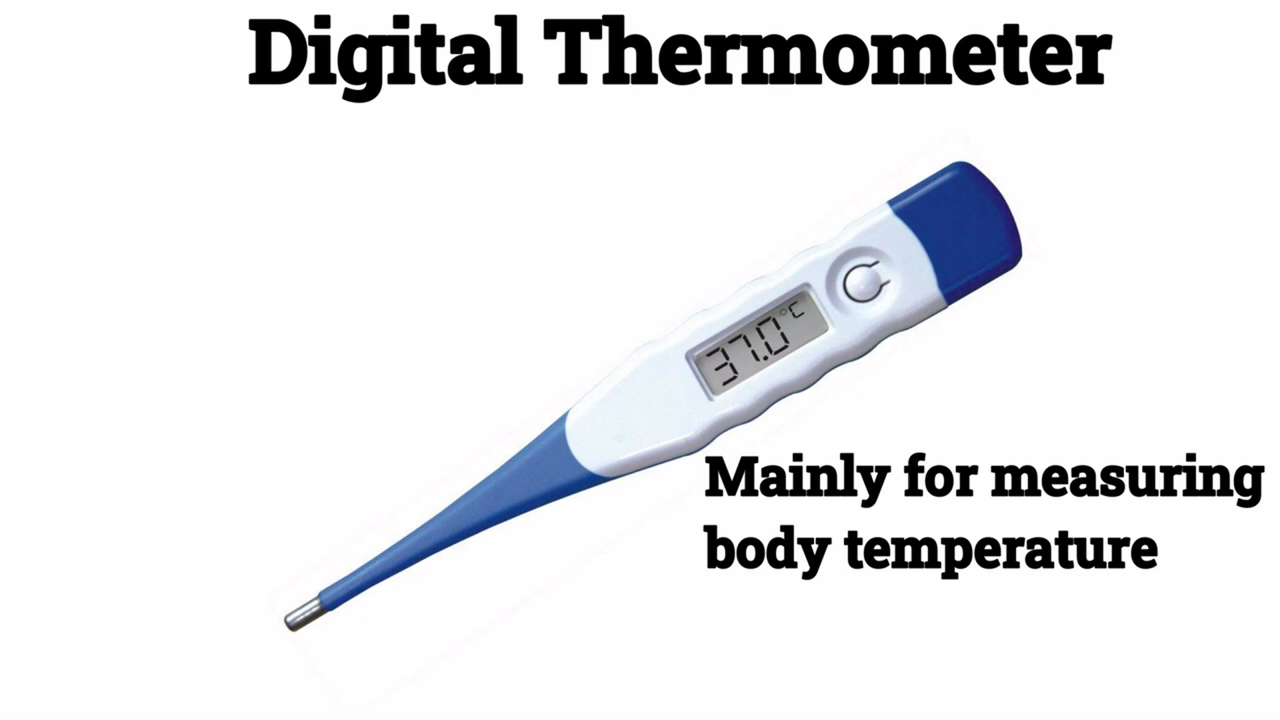 Digital Thermometer
37.0°C
Mainly for measuring
body temperature